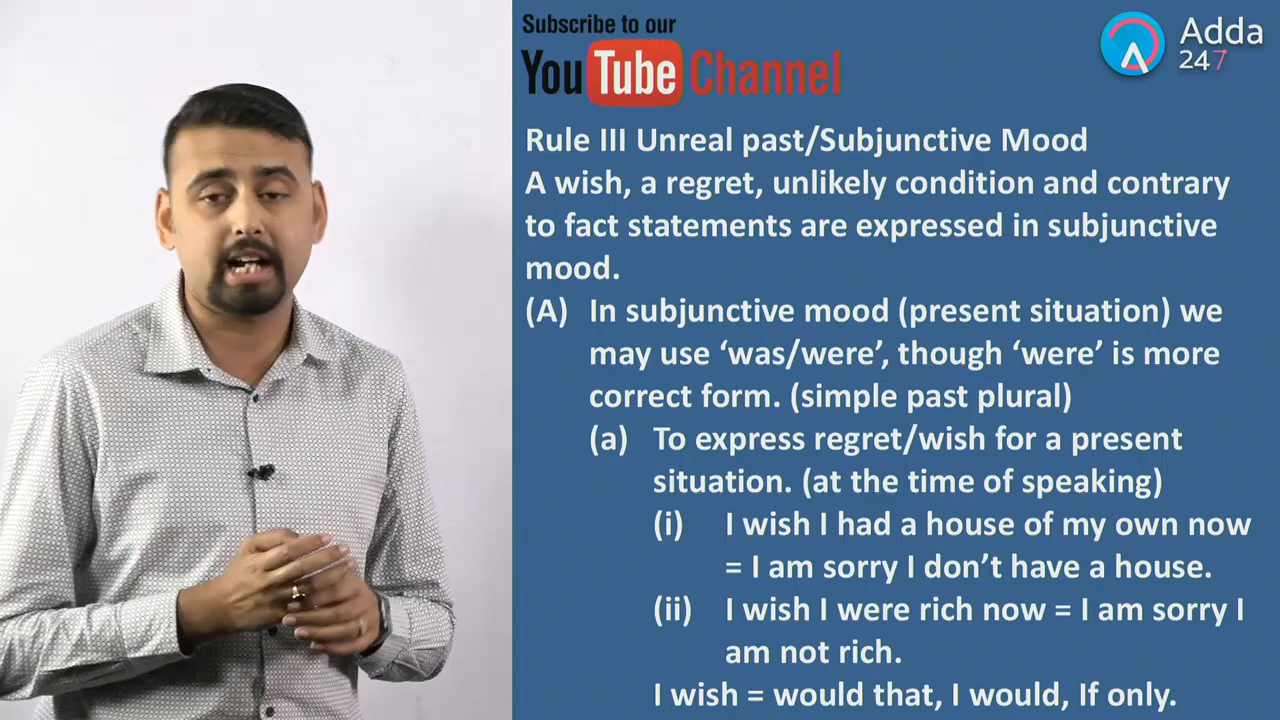 Subscribe to our
YouTube Channel
Adda
247
Rule III Unreal past/Subjunctive Mood
A wish, a regret, unlikely condition and contrary
to fact statements are expressed in subjunctive
mood.
(A) In subjunctive mood (present situation) we
may use ‘was/were’, though ‘were’ is more
correct form. (simple past plural)
(a) To express regret/wish for a present
situation. (at the time of speaking)
(i) I wish I had a house of my own now
= I am sorry I don’t have a house.
(ii) I wish I were rich now = I am sorry I
am not rich.
I wish = would that, I would, If only.